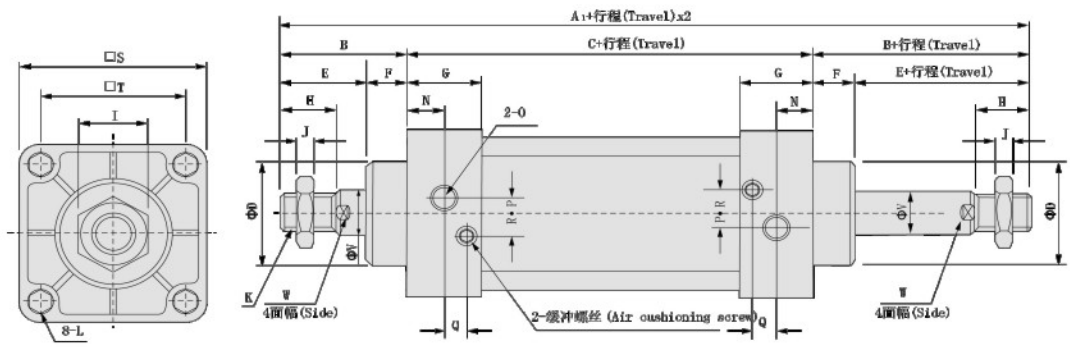 A₁+行程(Travel)x2
B
C+行程(Travel)
B+行程(Travel)
□S
E
F
G
G
F
E+行程(Travel)
□T
H
N
N
H
I
J
2-O
J
ΦD
ΦV
R·P
P·R
ΦV
ΦD
K
W
4面幅(Side)
W
4面幅(Side)
8-L
Q
2-缓冲螺丝(Air cushioning screw)
Q